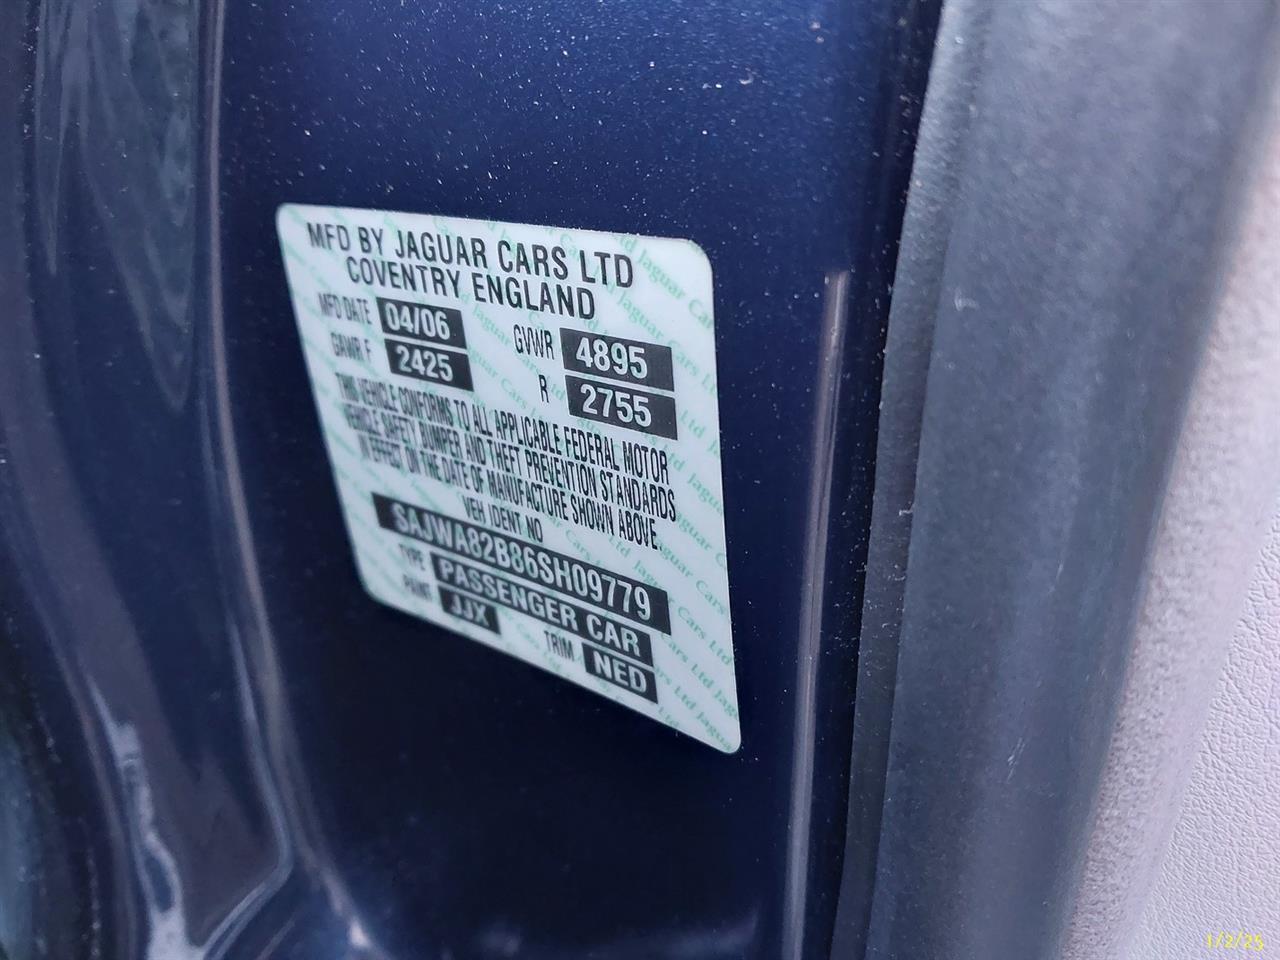 MFD BY JAGUAR CARS LTD
COVENTRY ENGLAND
MFD DATE 04/06 GVWR 4895
GAWR F 2425 R 2755
THIS VEHICLE CONFORMS TO ALL APPLICABLE FEDERAL MOTOR
VEHICLE SAFETY BUMPER AND THEFT PREVENTION STANDARDS
IN EFFECT ON THE DATE OF MANUFACTURE SHOWN ABOVE.
VEH IDENT NO
SAJWA82B86SH09779
TYPE PASSENGER CAR
PAINT JJX TRIM NED
1/2/25